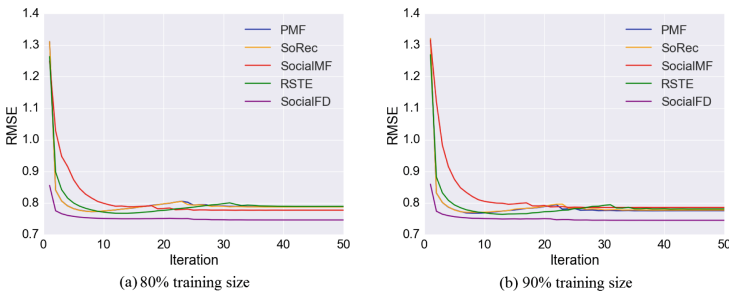 1.4
1.3
1.2
1.1
1.0
0.9
0.8
0.7
RMSE
PMF
SoRec
SocialMF
RSTE
SocialFD
0 10 20 30 40 50
Iteration
(a) 80% training size
1.4
1.3
1.2
1.1
1.0
0.9
0.8
0.7
RMSE
PMF
SoRec
SocialMF
RSTE
SocialFD
0 10 20 30 40 50
Iteration
(b) 90% training size